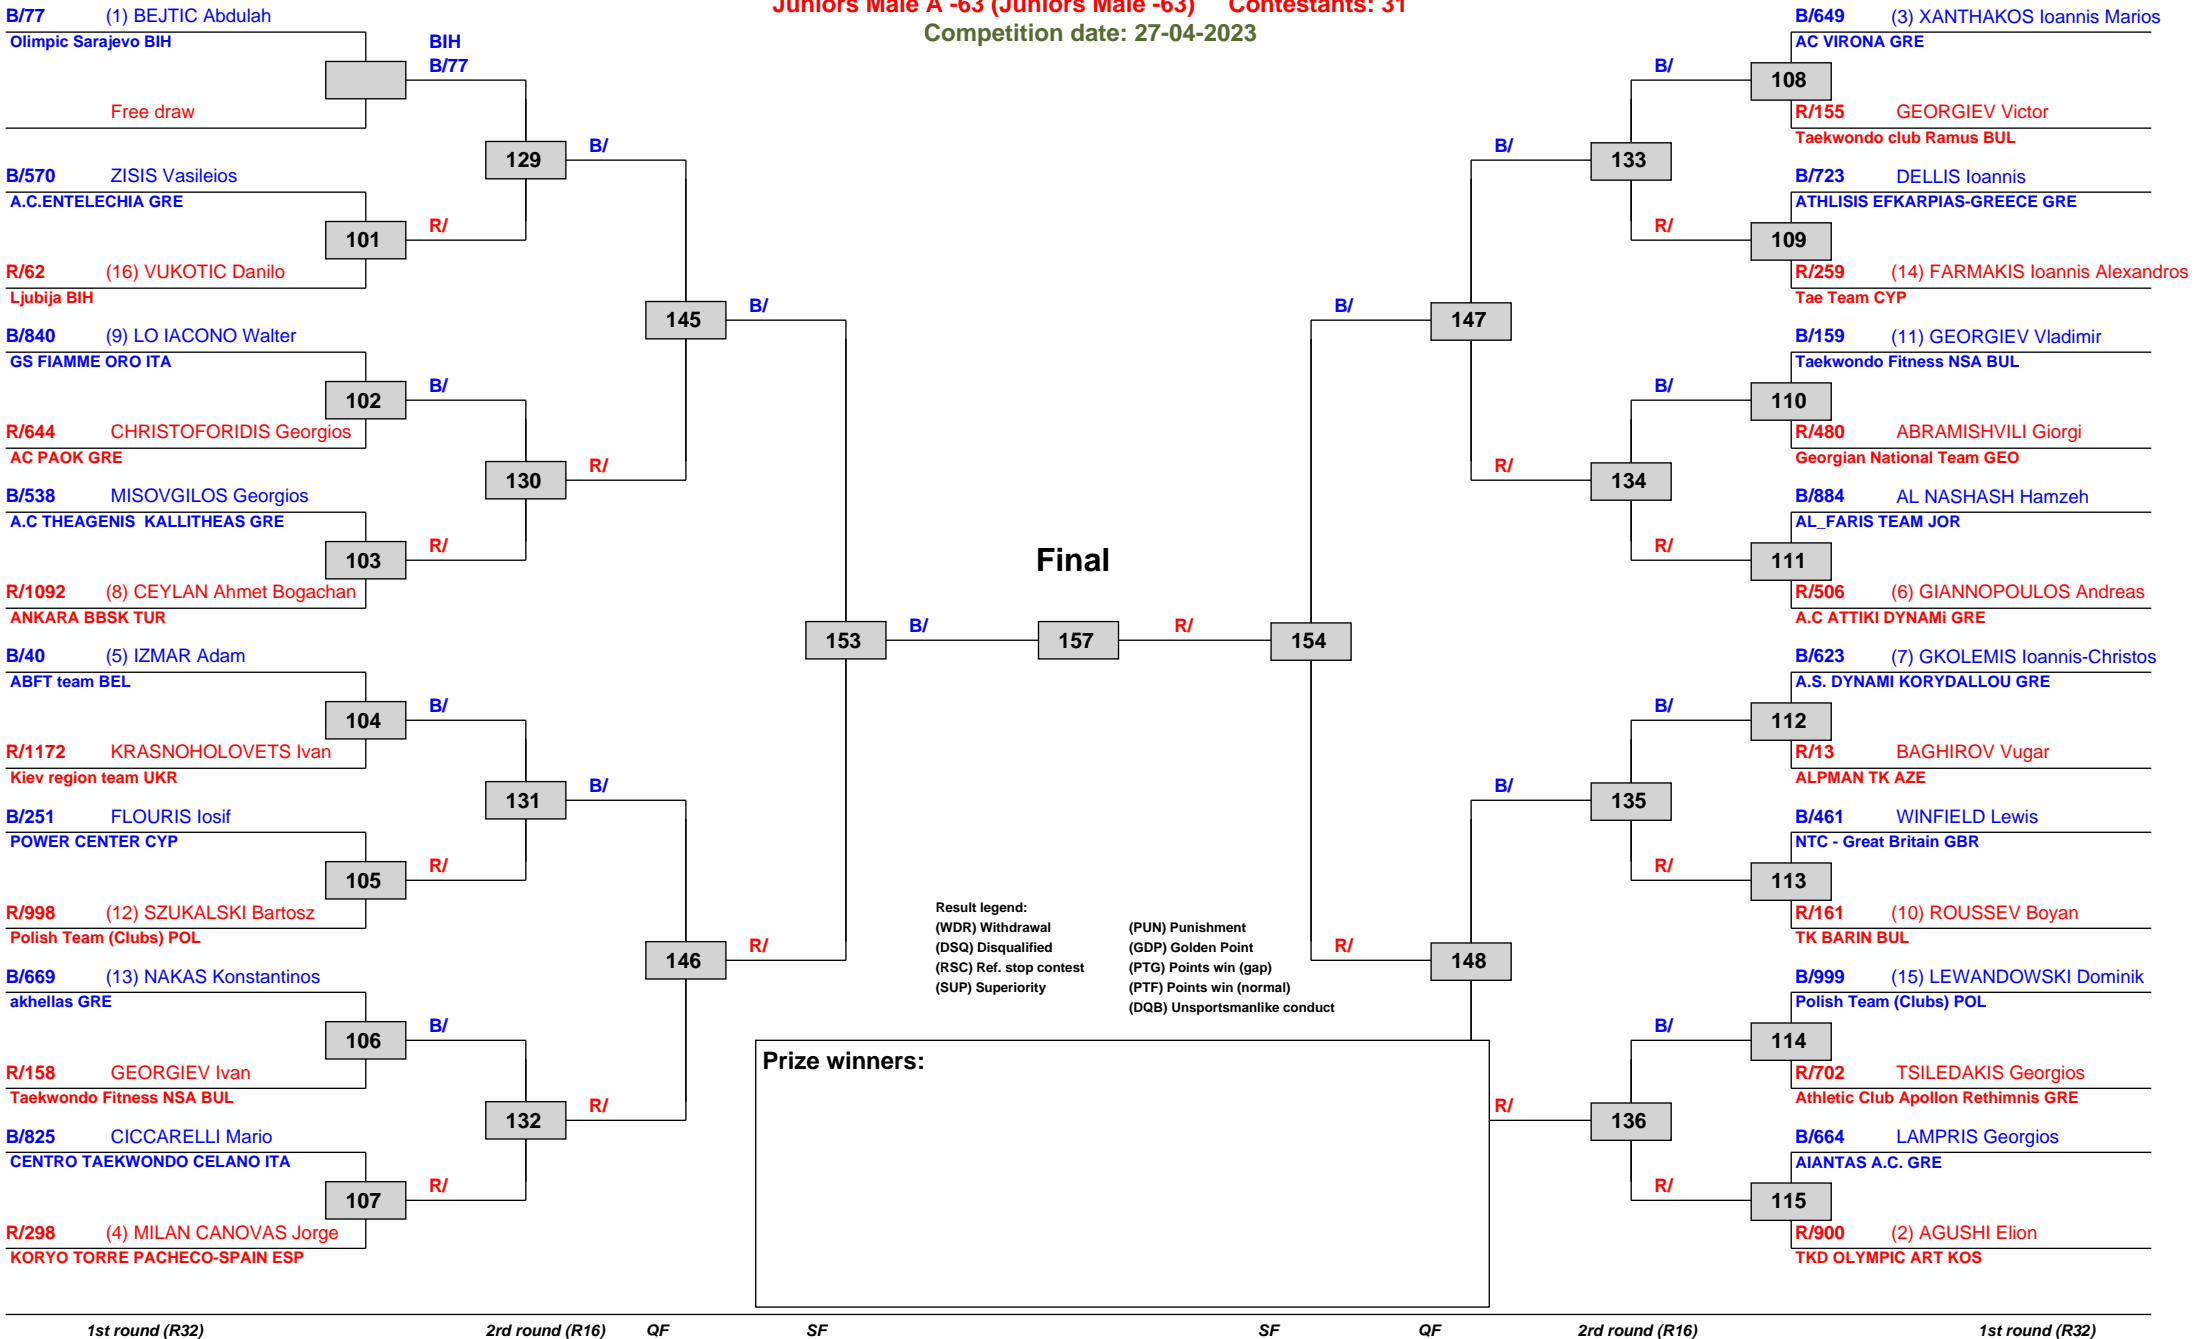 Juniors Male A -63 (Juniors Male -63) Contestants: 31
Competition date: 27-04-2023
B/77 (1) BEJTIC Abdulah
Olimpic Sarajevo BIH
Free draw
BIH
B/77
B/570 ZISIS Vasileios
A.C.ENTELECHIA GRE
101
R/
R/62 (16) VUKOTIC Danilo
Ljubija BIH
129
B/
B/840 (9) LO IACONO Walter
GS FIAMME ORO ITA
102
B/
R/644 CHRISTOFORIDIS Georgios
AC PAOK GRE
130
R/
B/538 MISOVGILOS Georgios
A.C THEAGENIS KALLITHEAS GRE
103
R/
R/1092 (8) CEYLAN Ahmet Bogachan
ANKARA BBSK TUR
145
B/
B/40 (5) IZMAR Adam
ABFT team BEL
104
B/
R/1172 KRASNOHOLOVETS Ivan
Kiev region team UKR
131
B/
B/251 FLOURIS Iosif
POWER CENTER CYP
105
R/
R/998 (12) SZUKALSKI Bartosz
Polish Team (Clubs) POL
146
R/
B/669 (13) NAKAS Konstantinos
akhellas GRE
106
B/
R/158 GEORGIEV Ivan
Taekwondo Fitness NSA BUL
132
R/
B/825 CICCARELLI Mario
CENTRO TAEKWONDO CELANO ITA
107
R/
R/298 (4) MILAN CANOVAS Jorge
KORYO TORRE PACHECO-SPAIN ESP
Final
153
B/
157
R/
154
B/649 (3) XANTHAKOS Ioannis Marios
AC VIRONA GRE
B/
108
R/155 GEORGIEV Victor
Taekwondo club Ramus BUL
B/
133
B/723 DELLIS Ioannis
ATHLISIS EFKARPIAS-GREECE GRE
R/
109
R/259 (14) FARMAKIS Ioannis Alexandros
Tae Team CYP
B/
147
B/159 (11) GEORGIEV Vladimir
Taekwondo Fitness NSA BUL
B/
110
R/480 ABRAMISHVILI Giorgi
Georgian National Team GEO
R/
134
B/884 AL NASHASH Hamzeh
AL_FARIS TEAM JOR
R/
111
R/506 (6) GIANNOPOULOS Andreas
A.C ATTIKI DYNAMi GRE
B/623 (7) GKOLEMIS Ioannis-Christos
A.S. DYNAMI KORYDALLOU GRE
B/
112
R/13 BAGHIROV Vugar
ALPMAN TK AZE
B/
135
B/461 WINFIELD Lewis
NTC - Great Britain GBR
R/
113
R/161 (10) ROUSSEV Boyan
TK BARIN BUL
R/
148
B/999 (15) LEWANDOWSKI Dominik
Polish Team (Clubs) POL
B/
114
R/702 TSILEDAKIS Georgios
Athletic Club Apollon Rethimnis GRE
R/
136
B/664 LAMPRIS Georgios
AIANTAS A.C. GRE
R/
115
R/900 (2) AGUSHI Elion
TKD OLYMPIC ART KOS
Result legend:
(WDR) Withdrawal (PUN) Punishment
(DSQ) Disqualified (GDP) Golden Point
(RSC) Ref. stop contest (PTG) Points win (gap)
(SUP) Superiority (PTF) Points win (normal)
(DQB) Unsportsmanlike conduct
Prize winners:
1st round (R32) 2rd round (R16) QF SF SF QF 2rd round (R16) 1st round (R32)